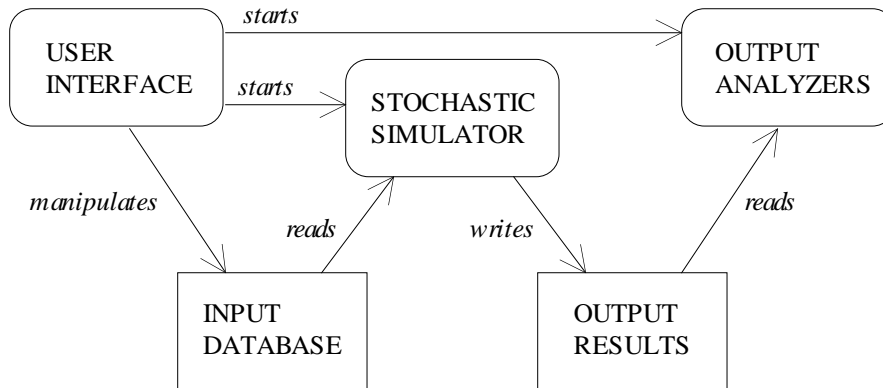 starts
USER
INTERFACE
OUTPUT
ANALYZERS
starts
STOCHASTIC
SIMULATOR
manipulates
reads
writes
reads
INPUT
DATABASE
OUTPUT
RESULTS